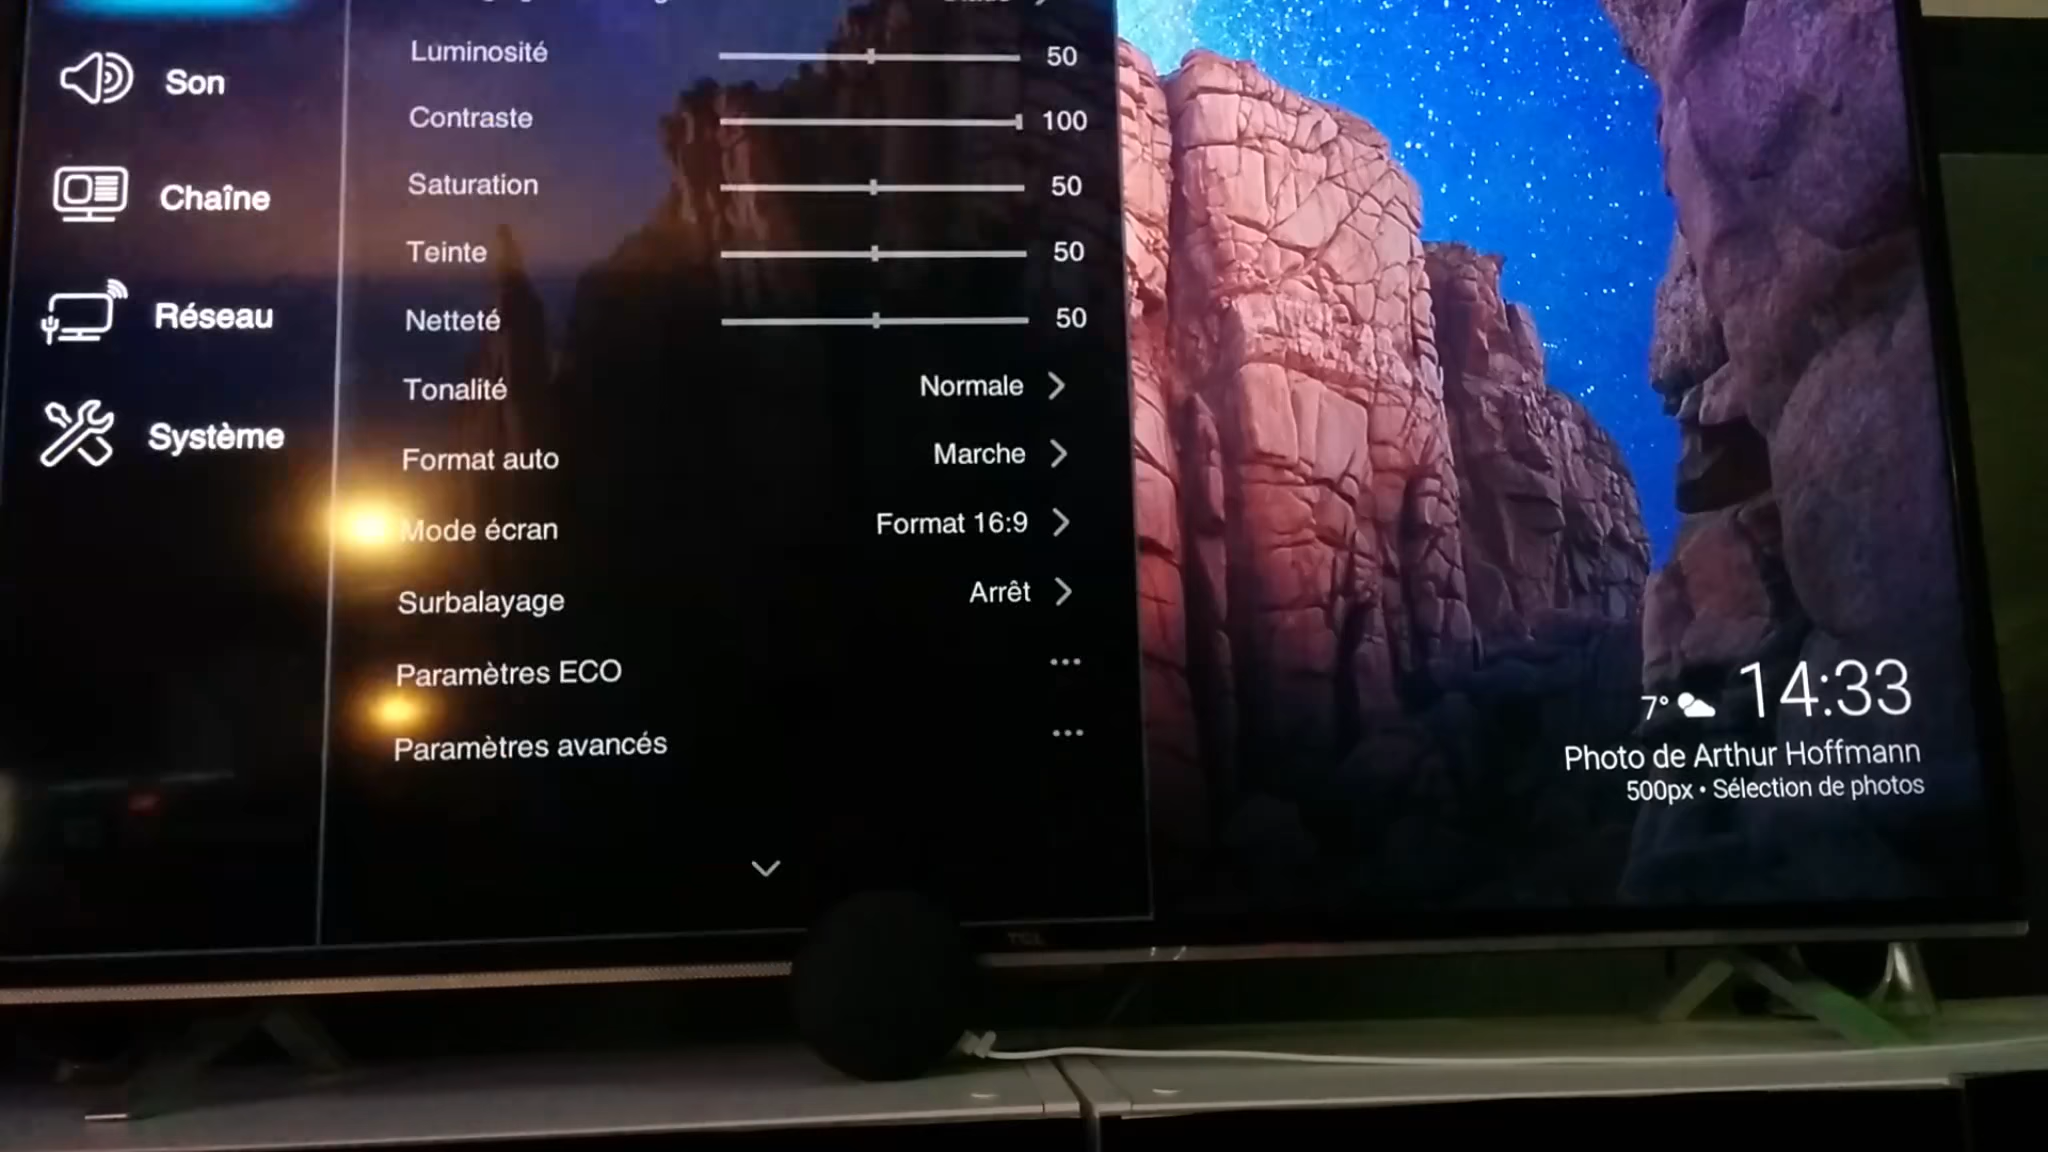 Son
Chaîne
Réseau
Système
Luminosité 50
Contraste 100
Saturation 50
Teinte 50
Netteté 50
Tonalité Normale
Format auto Marche
Mode écran Format 16:9
Surbalayage Arrêt
Paramètres ECO ...
Paramètres avancés ...
7° 14:33
Photo de Arthur Hoffmann
500px • Sélection de photos
TCL